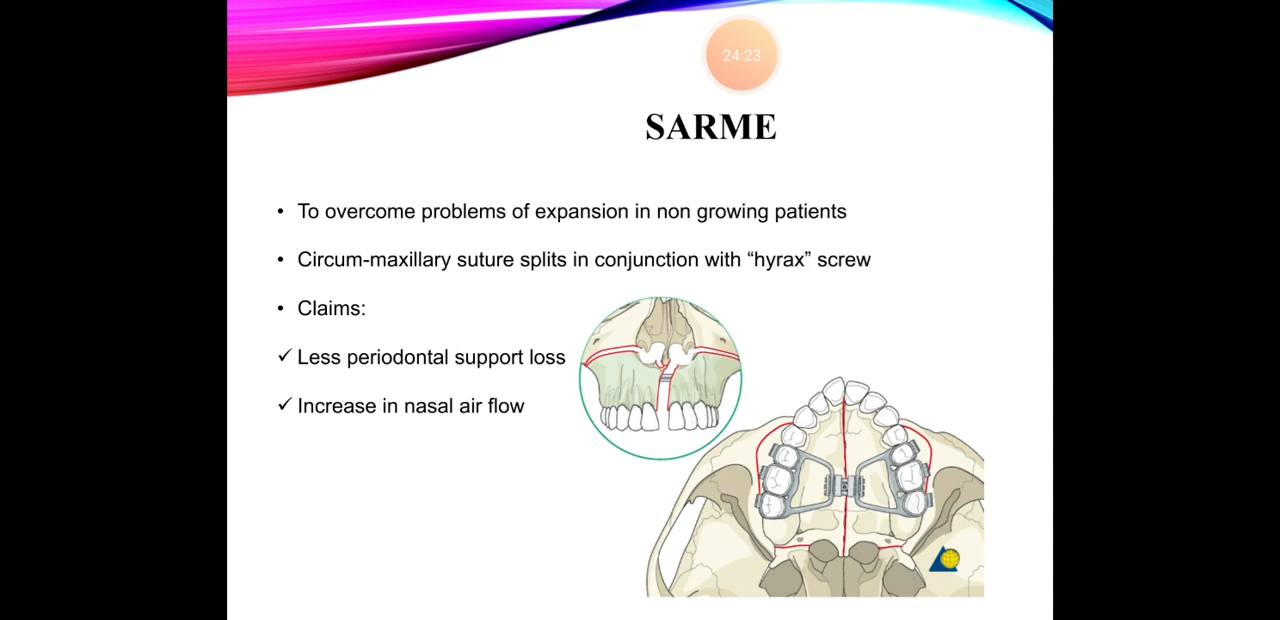 24:23
SARME
• To overcome problems of expansion in non growing patients
• Circum-maxillary suture splits in conjunction with “hyrax” screw
• Claims:
✓ Less periodontal support loss
✓ Increase in nasal air flow